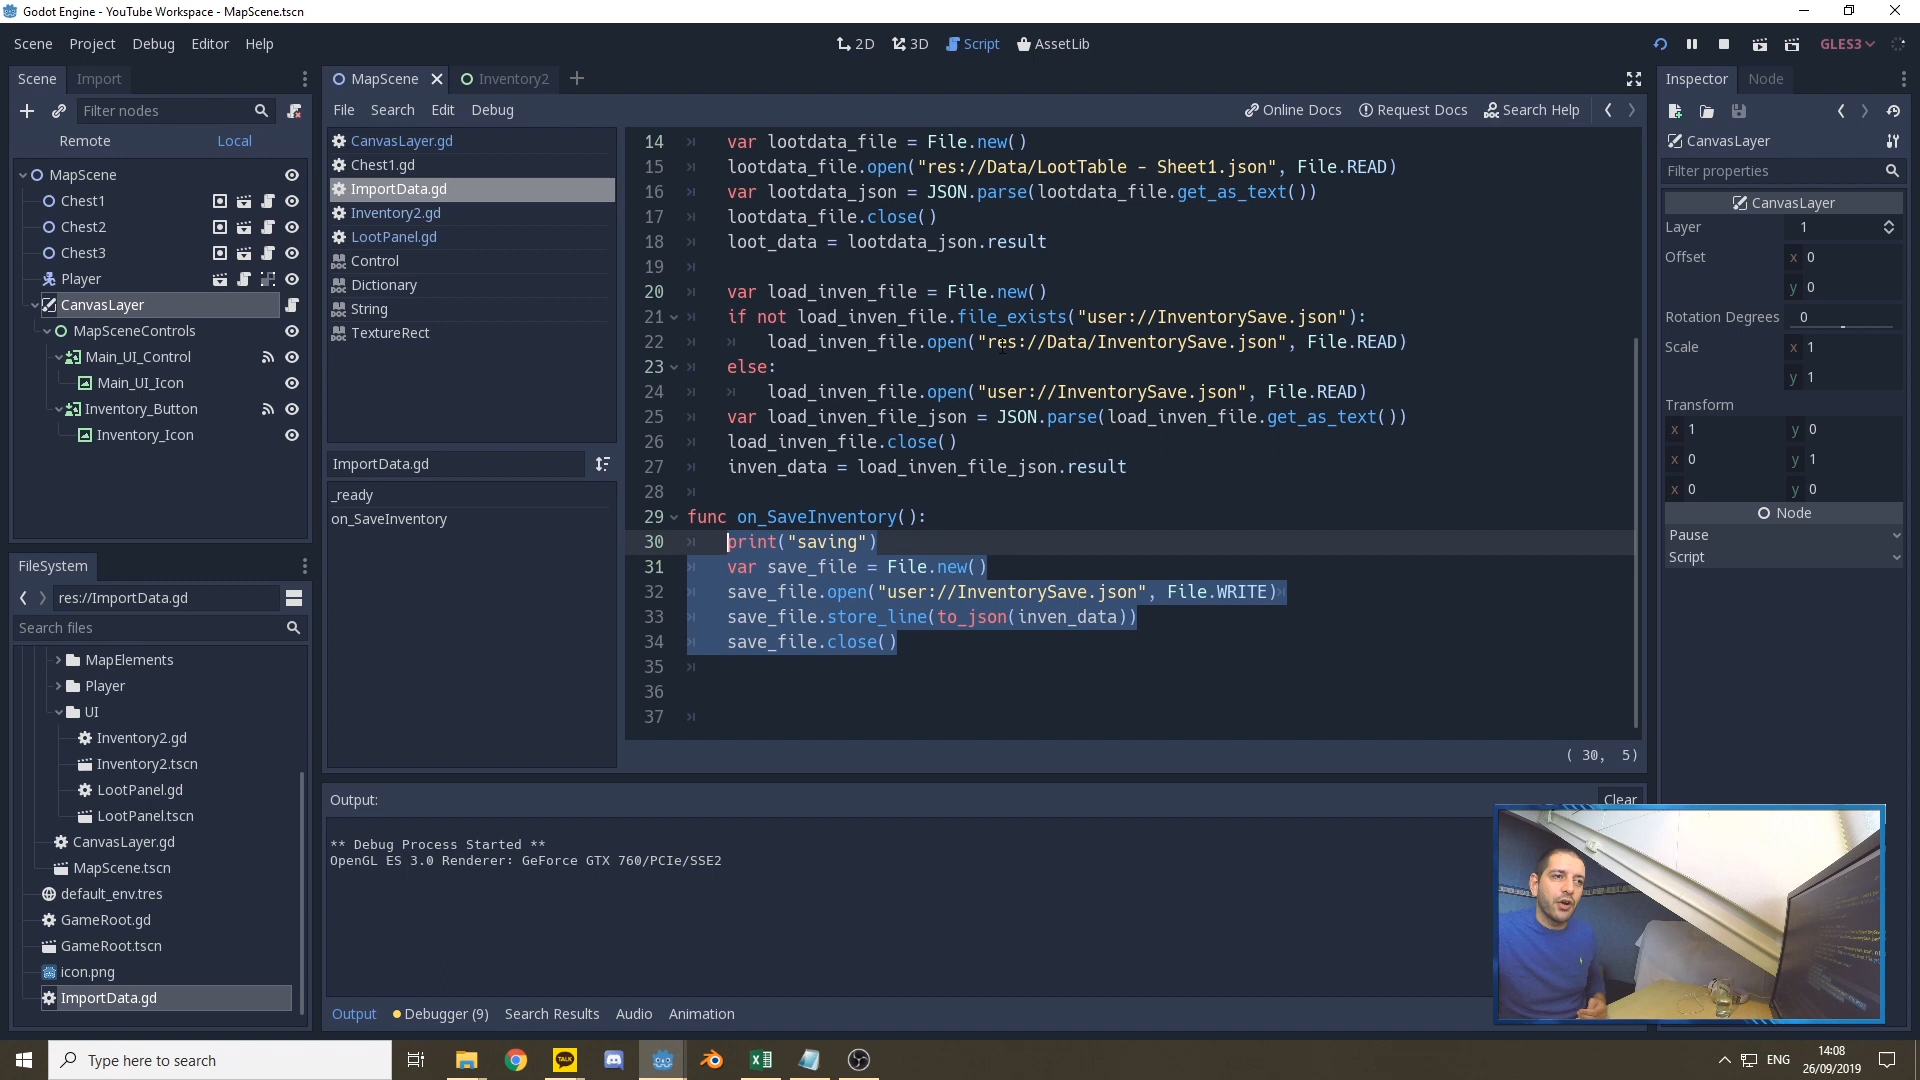 Godot Engine - YouTube Workspace - MapScene.tscn
Scene Project Debug Editor Help
2D 3D Script AssetLib
GLES3
Scene Import
Filter nodes
Remote Local
MapScene
Chest1
Chest2
Chest3
Player
CanvasLayer
MapSceneControls
Main_UI_Control
Main_UI_Icon
Inventory_Button
Inventory_Icon
FileSystem
res://ImportData.gd
Search files
MapElements
Player
UI
Inventory2.gd
Inventory2.tscn
LootPanel.gd
LootPanel.tscn
CanvasLayer.gd
MapScene.tscn
default_env.tres
GameRoot.gd
GameRoot.tscn
icon.png
ImportData.gd
MapScene Inventory2
File Search Edit Debug
Online Docs Request Docs Search Help
CanvasLayer.gd
Chest1.gd
ImportData.gd
Inventory2.gd
LootPanel.gd
DOC Control
DOC Dictionary
DOC String
DOC TextureRect
ImportData.gd
_ready
on_SaveInventory
14 var lootdata_file = File.new()
15 lootdata_file.open("res://Data/LootTable - Sheet1.json", File.READ)
16 var lootdata_json = JSON.parse(lootdata_file.get_as_text())
17 lootdata_file.close()
18 loot_data = lootdata_json.result
19
20 var load_inven_file = File.new()
21 if not load_inven_file.file_exists("user://InventorySave.json"):
22 load_inven_file.open("res://Data/InventorySave.json", File.READ)
23 else:
24 load_inven_file.open("user://InventorySave.json", File.READ)
25 var load_inven_file_json = JSON.parse(load_inven_file.get_as_text())
26 load_inven_file.close()
27 inven_data = load_inven_file_json.result
28
29 func on_SaveInventory():
30 print("saving")
31 var save_file = File.new()
32 save_file.open("user://InventorySave.json", File.WRITE)
33 save_file.store_line(to_json(inven_data))
34 save_file.close()
35
36
37
( 30, 5)
Output:
Clear
** Debug Process Started **
OpenGL ES 3.0 Renderer: GeForce GTX 760/PCIe/SSE2
Output Debugger (9) Search Results Audio Animation
Inspector Node
CanvasLayer
Filter properties
CanvasLayer
Layer 1
Offset x 0
y 0
Rotation Degrees 0
Scale x 1
y 1
Transform
x 1 y 0
x 0 y 1
x 0 y 0
Node
Pause
Script
Type here to search
TALK
ENG
14:08
26/09/2019